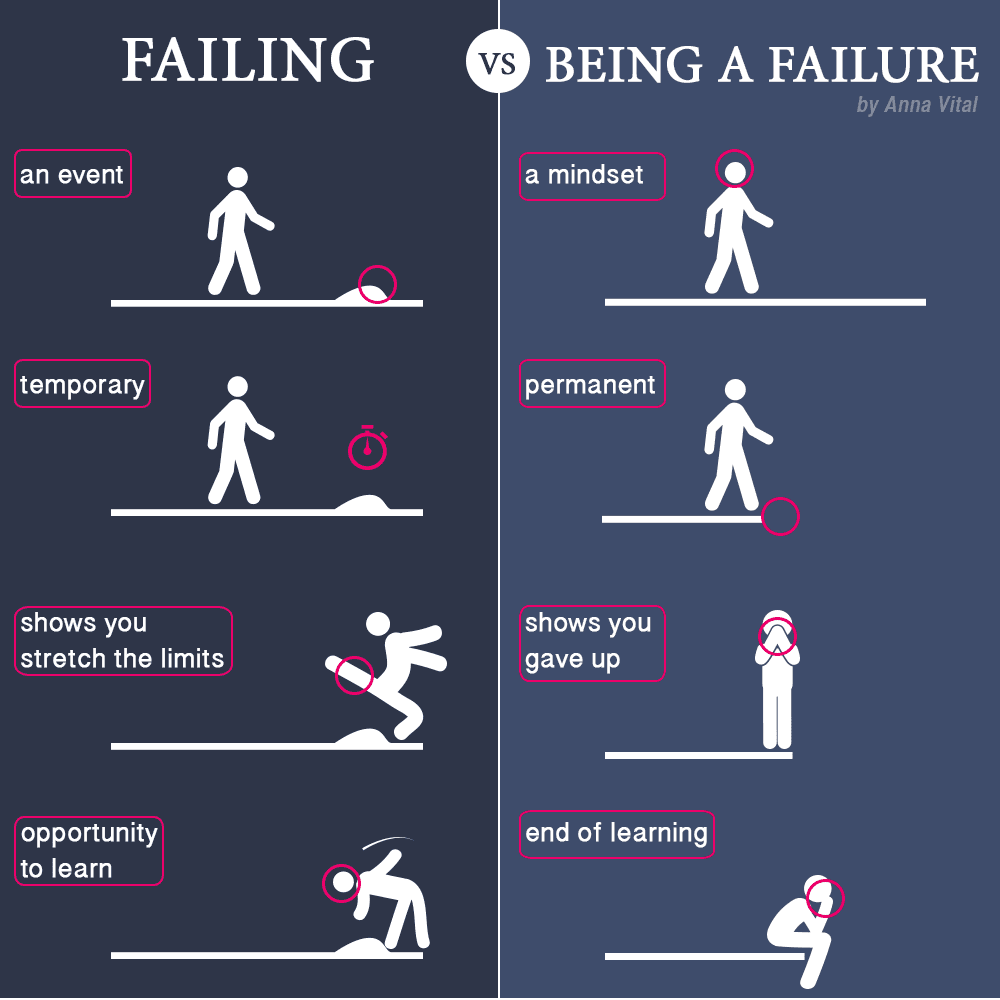 FAILING
VS
BEING A FAILURE
by Anna Vital
an event
a mindset
temporary
permanent
shows you
stretch the limits
shows you
gave up
opportunity
to learn
end of learning